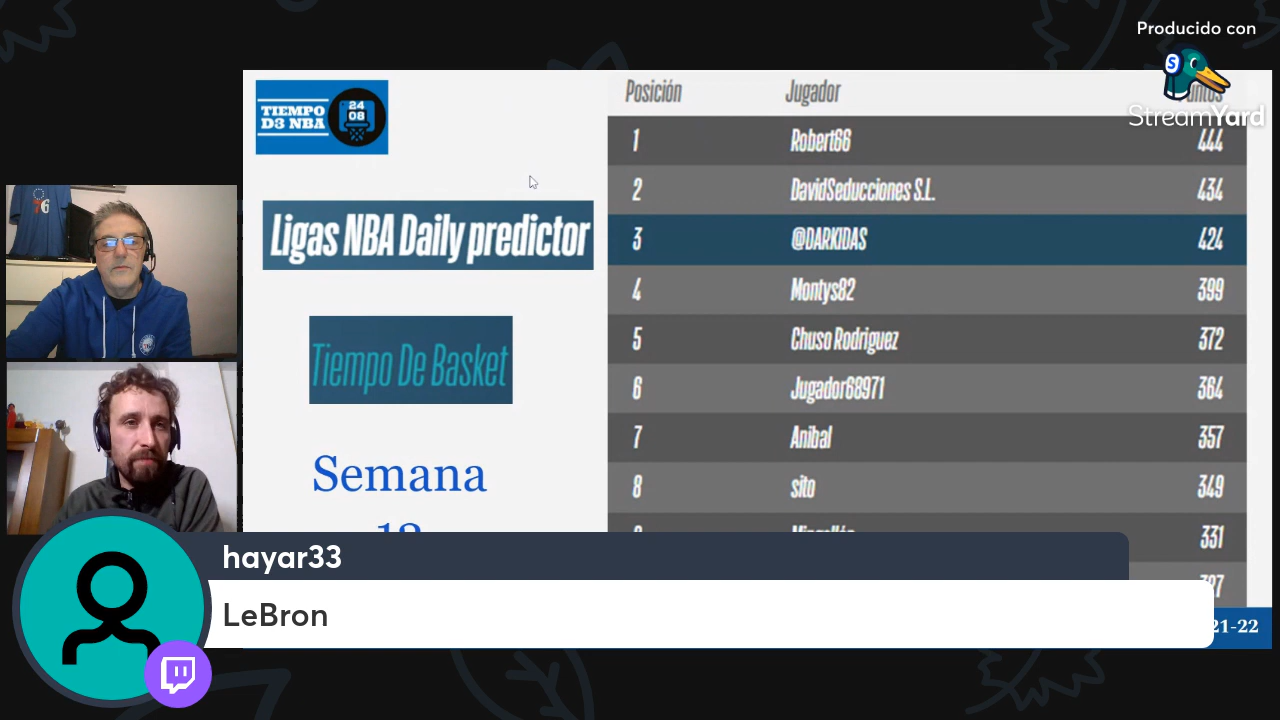 Producido con
StreamYard
TIEMPO
D3 NBA
24
08
76
Ligas NBA Daily predictor
Tiempo De Basket
Semana
Posición Jugador
1 Robert66 444
2 DavidSeducciones S.L. 434
3 @DARKIDAS 424
4 Montys82 399
5 Chuso Rodriguez 372
6 Jugador68971 364
7 Anibal 357
8 sito 349
331
21-22
hayar33
LeBron